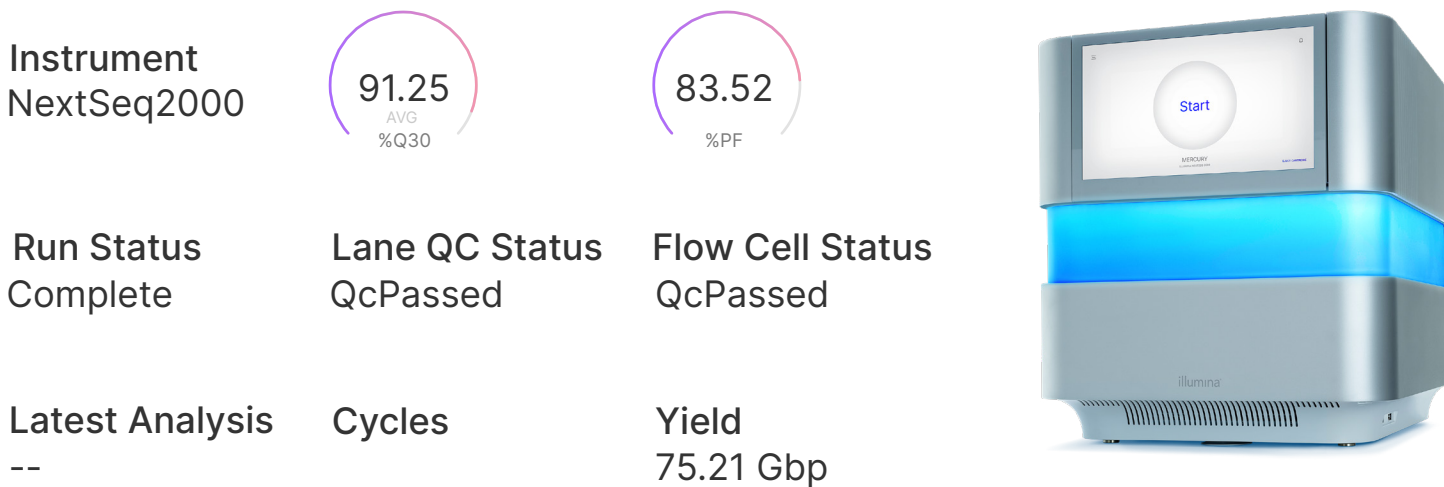 Instrument
NextSeq2000
91.25
AVG
%Q30
83.52
%PF
Run Status
Complete
Lane QC Status
QcPassed
Flow Cell Status
QcPassed
Latest Analysis
--
Cycles
Yield
75.21 Gbp
Start
MERCURY
illumina